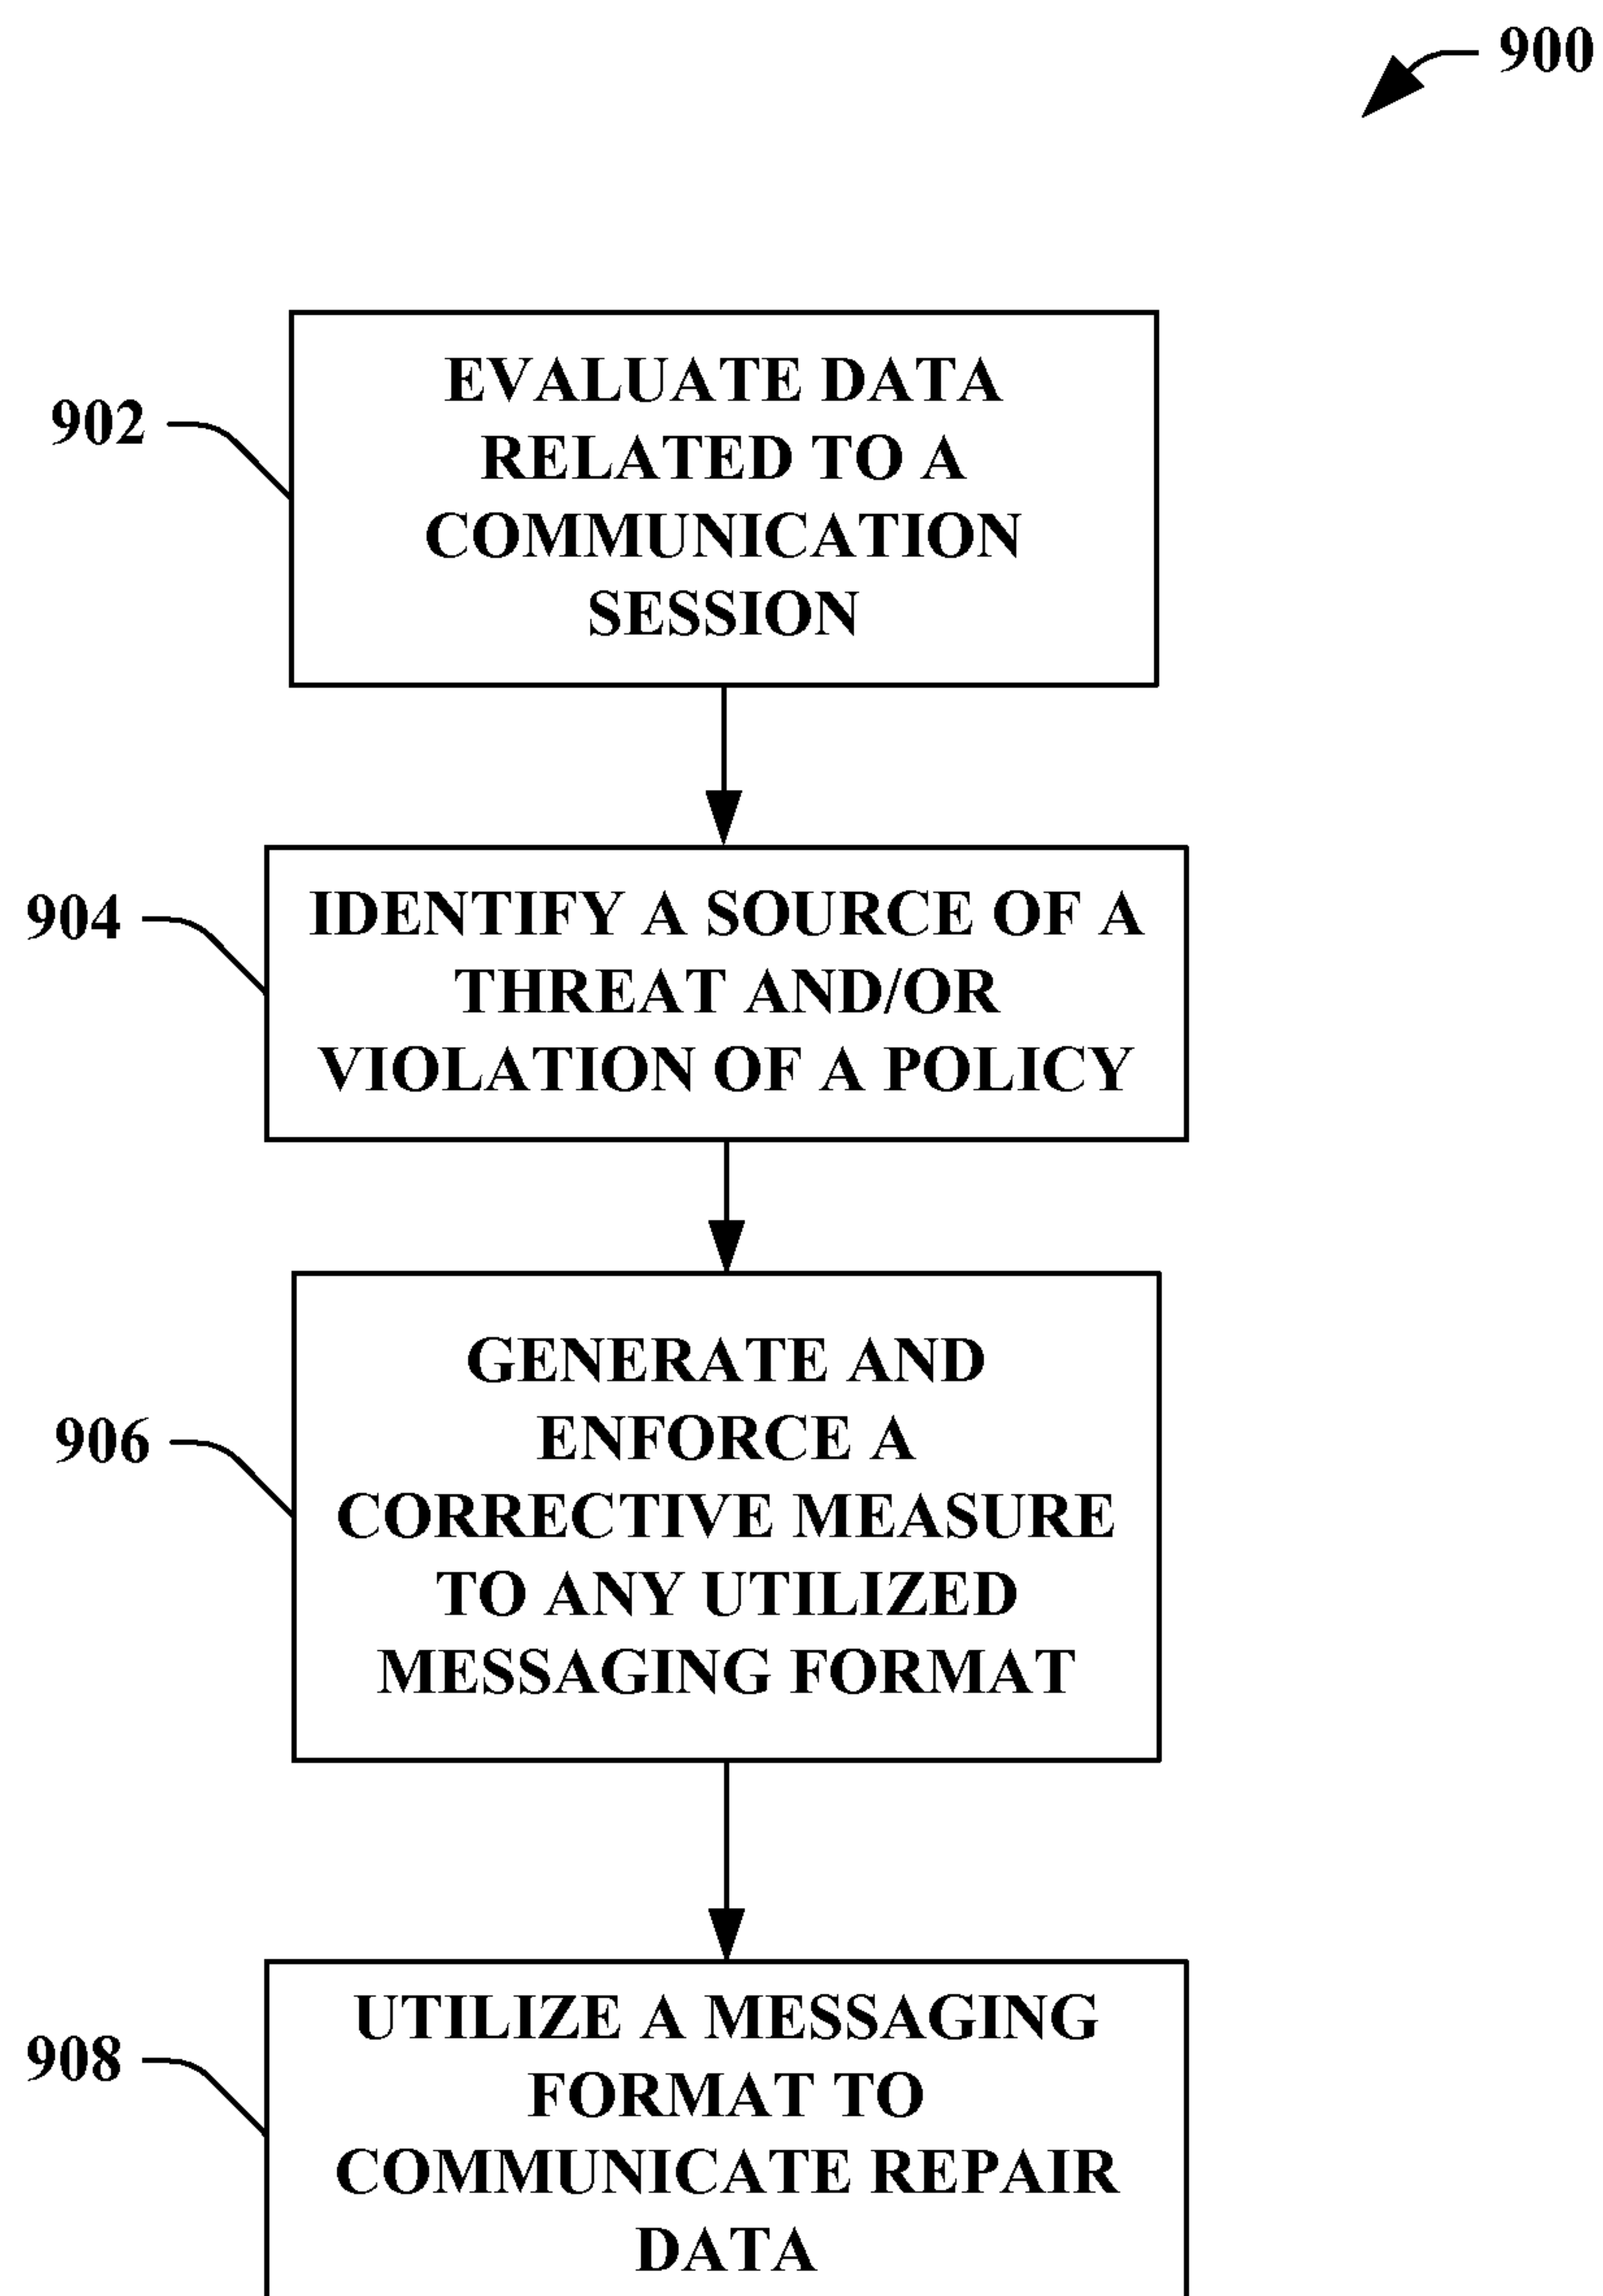 900
902
EVALUATE DATA
RELATED TO A
COMMUNICATION
SESSION
904
IDENTIFY A SOURCE OF A
THREAT AND/OR
VIOLATION OF A POLICY
906
GENERATE AND
ENFORCE A
CORRECTIVE MEASURE
TO ANY UTILIZED
MESSAGING FORMAT
908
UTILIZE A MESSAGING
FORMAT TO
COMMUNICATE REPAIR
DATA